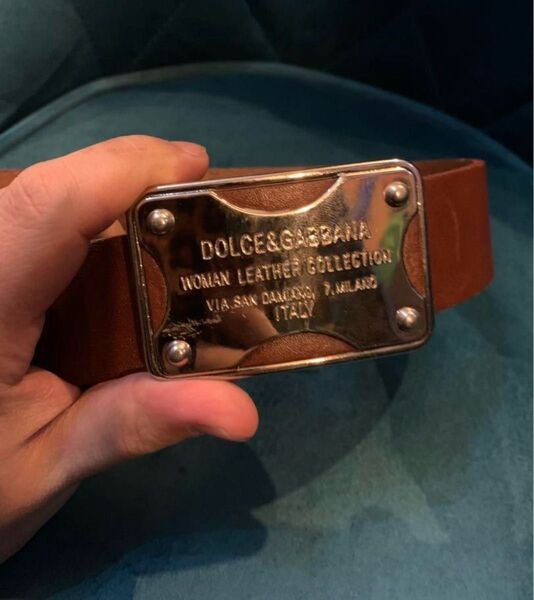 DOLCE&GABBANA
WOMAN LEATHER COLLECTION
VIA.SAN DAMIANO, 7.MILANO
ITALY